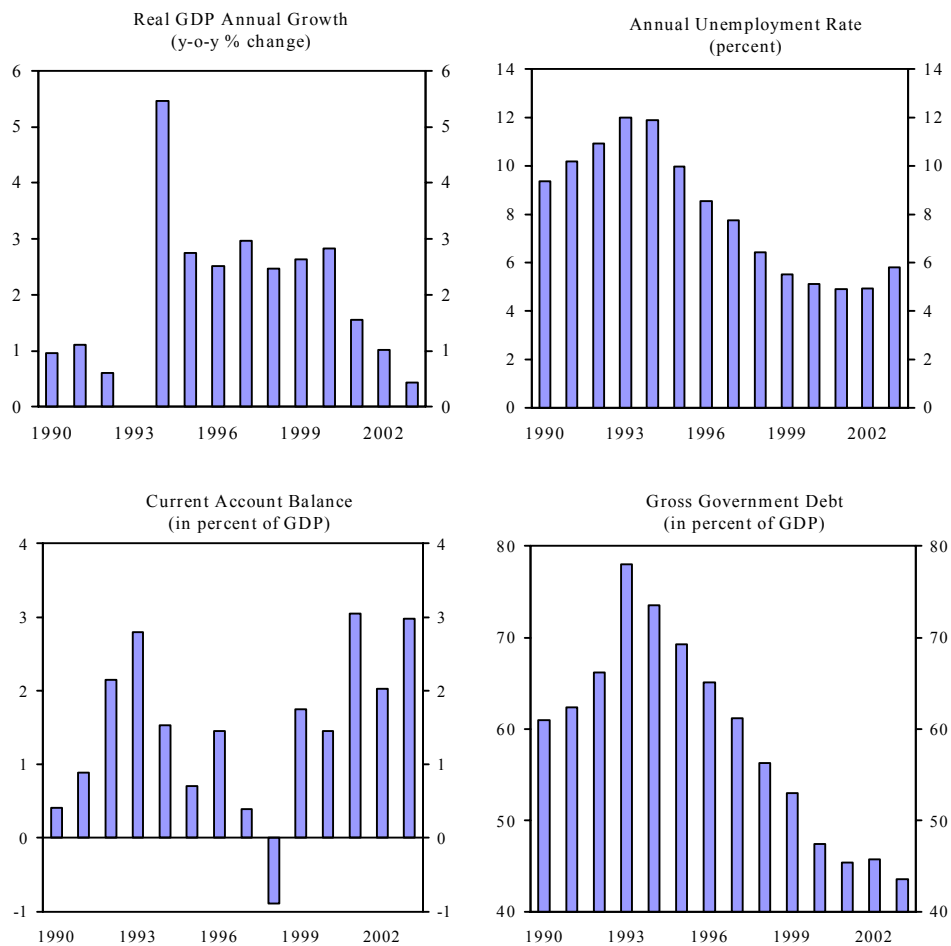 Real GDP Annual Growth
(y-o-y % change)
6 6
5 5
4 4
3 3
2 2
1 1
0 0
1990 1993 1996 1999 2002
Annual Unemployment Rate
(percent)
14 14
12 12
10 10
8 8
6 6
4 4
2 2
0 0
1990 1993 1996 1999 2002
Current Account Balance
(in percent of GDP)
4 4
3 3
2 2
1 1
0 0
-1 -1
1990 1993 1996 1999 2002
Gross Government Debt
(in percent of GDP)
80 80
70 70
60 60
50 50
40 40
1990 1993 1996 1999 2002